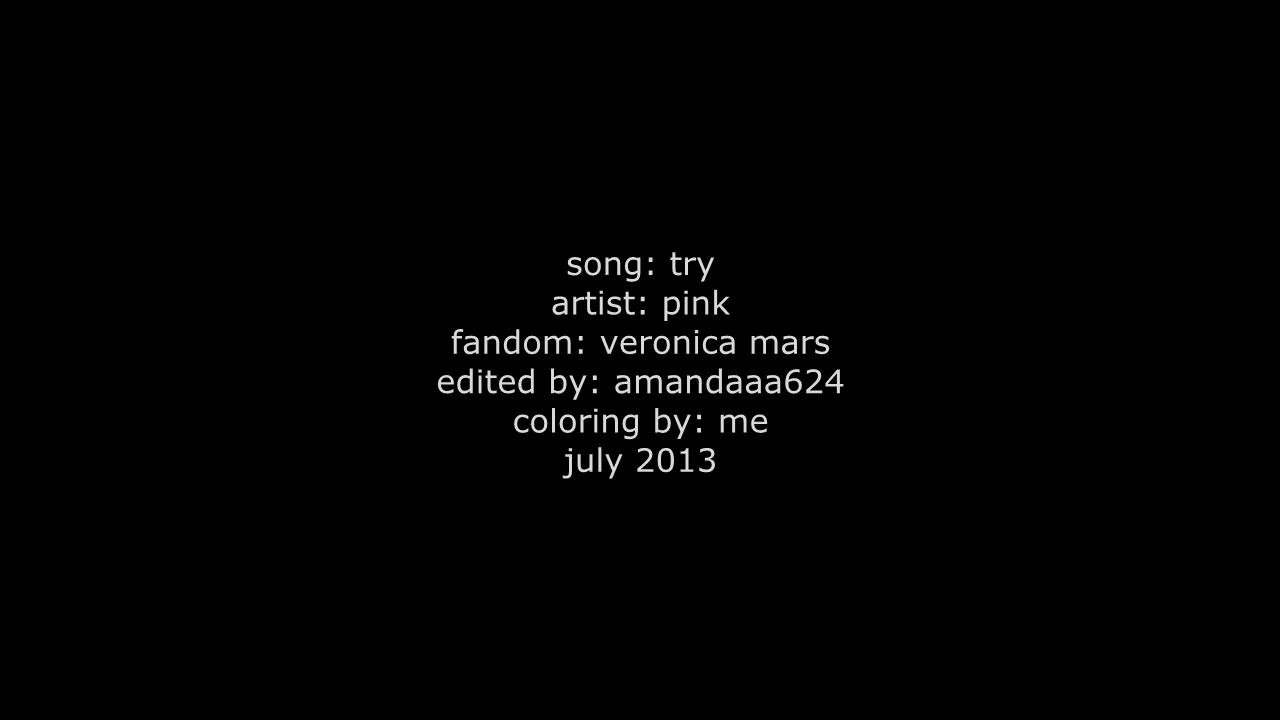 song: try
artist: pink
fandom: veronica mars
edited by: amandaaa624
coloring by: me
july 2013